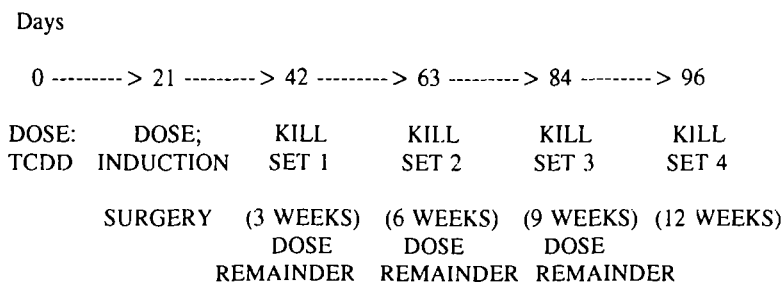 Days
0 --------- > 21 --------- > 42 --------- > 63 --------- > 84 --------- > 96
DOSE: DOSE; KILL KILL KILL KILL
TCDD INDUCTION SET 1 SET 2 SET 3 SET 4
SURGERY (3 WEEKS) (6 WEEKS) (9 WEEKS) (12 WEEKS)
DOSE DOSE DOSE
REMAINDER REMAINDER REMAINDER